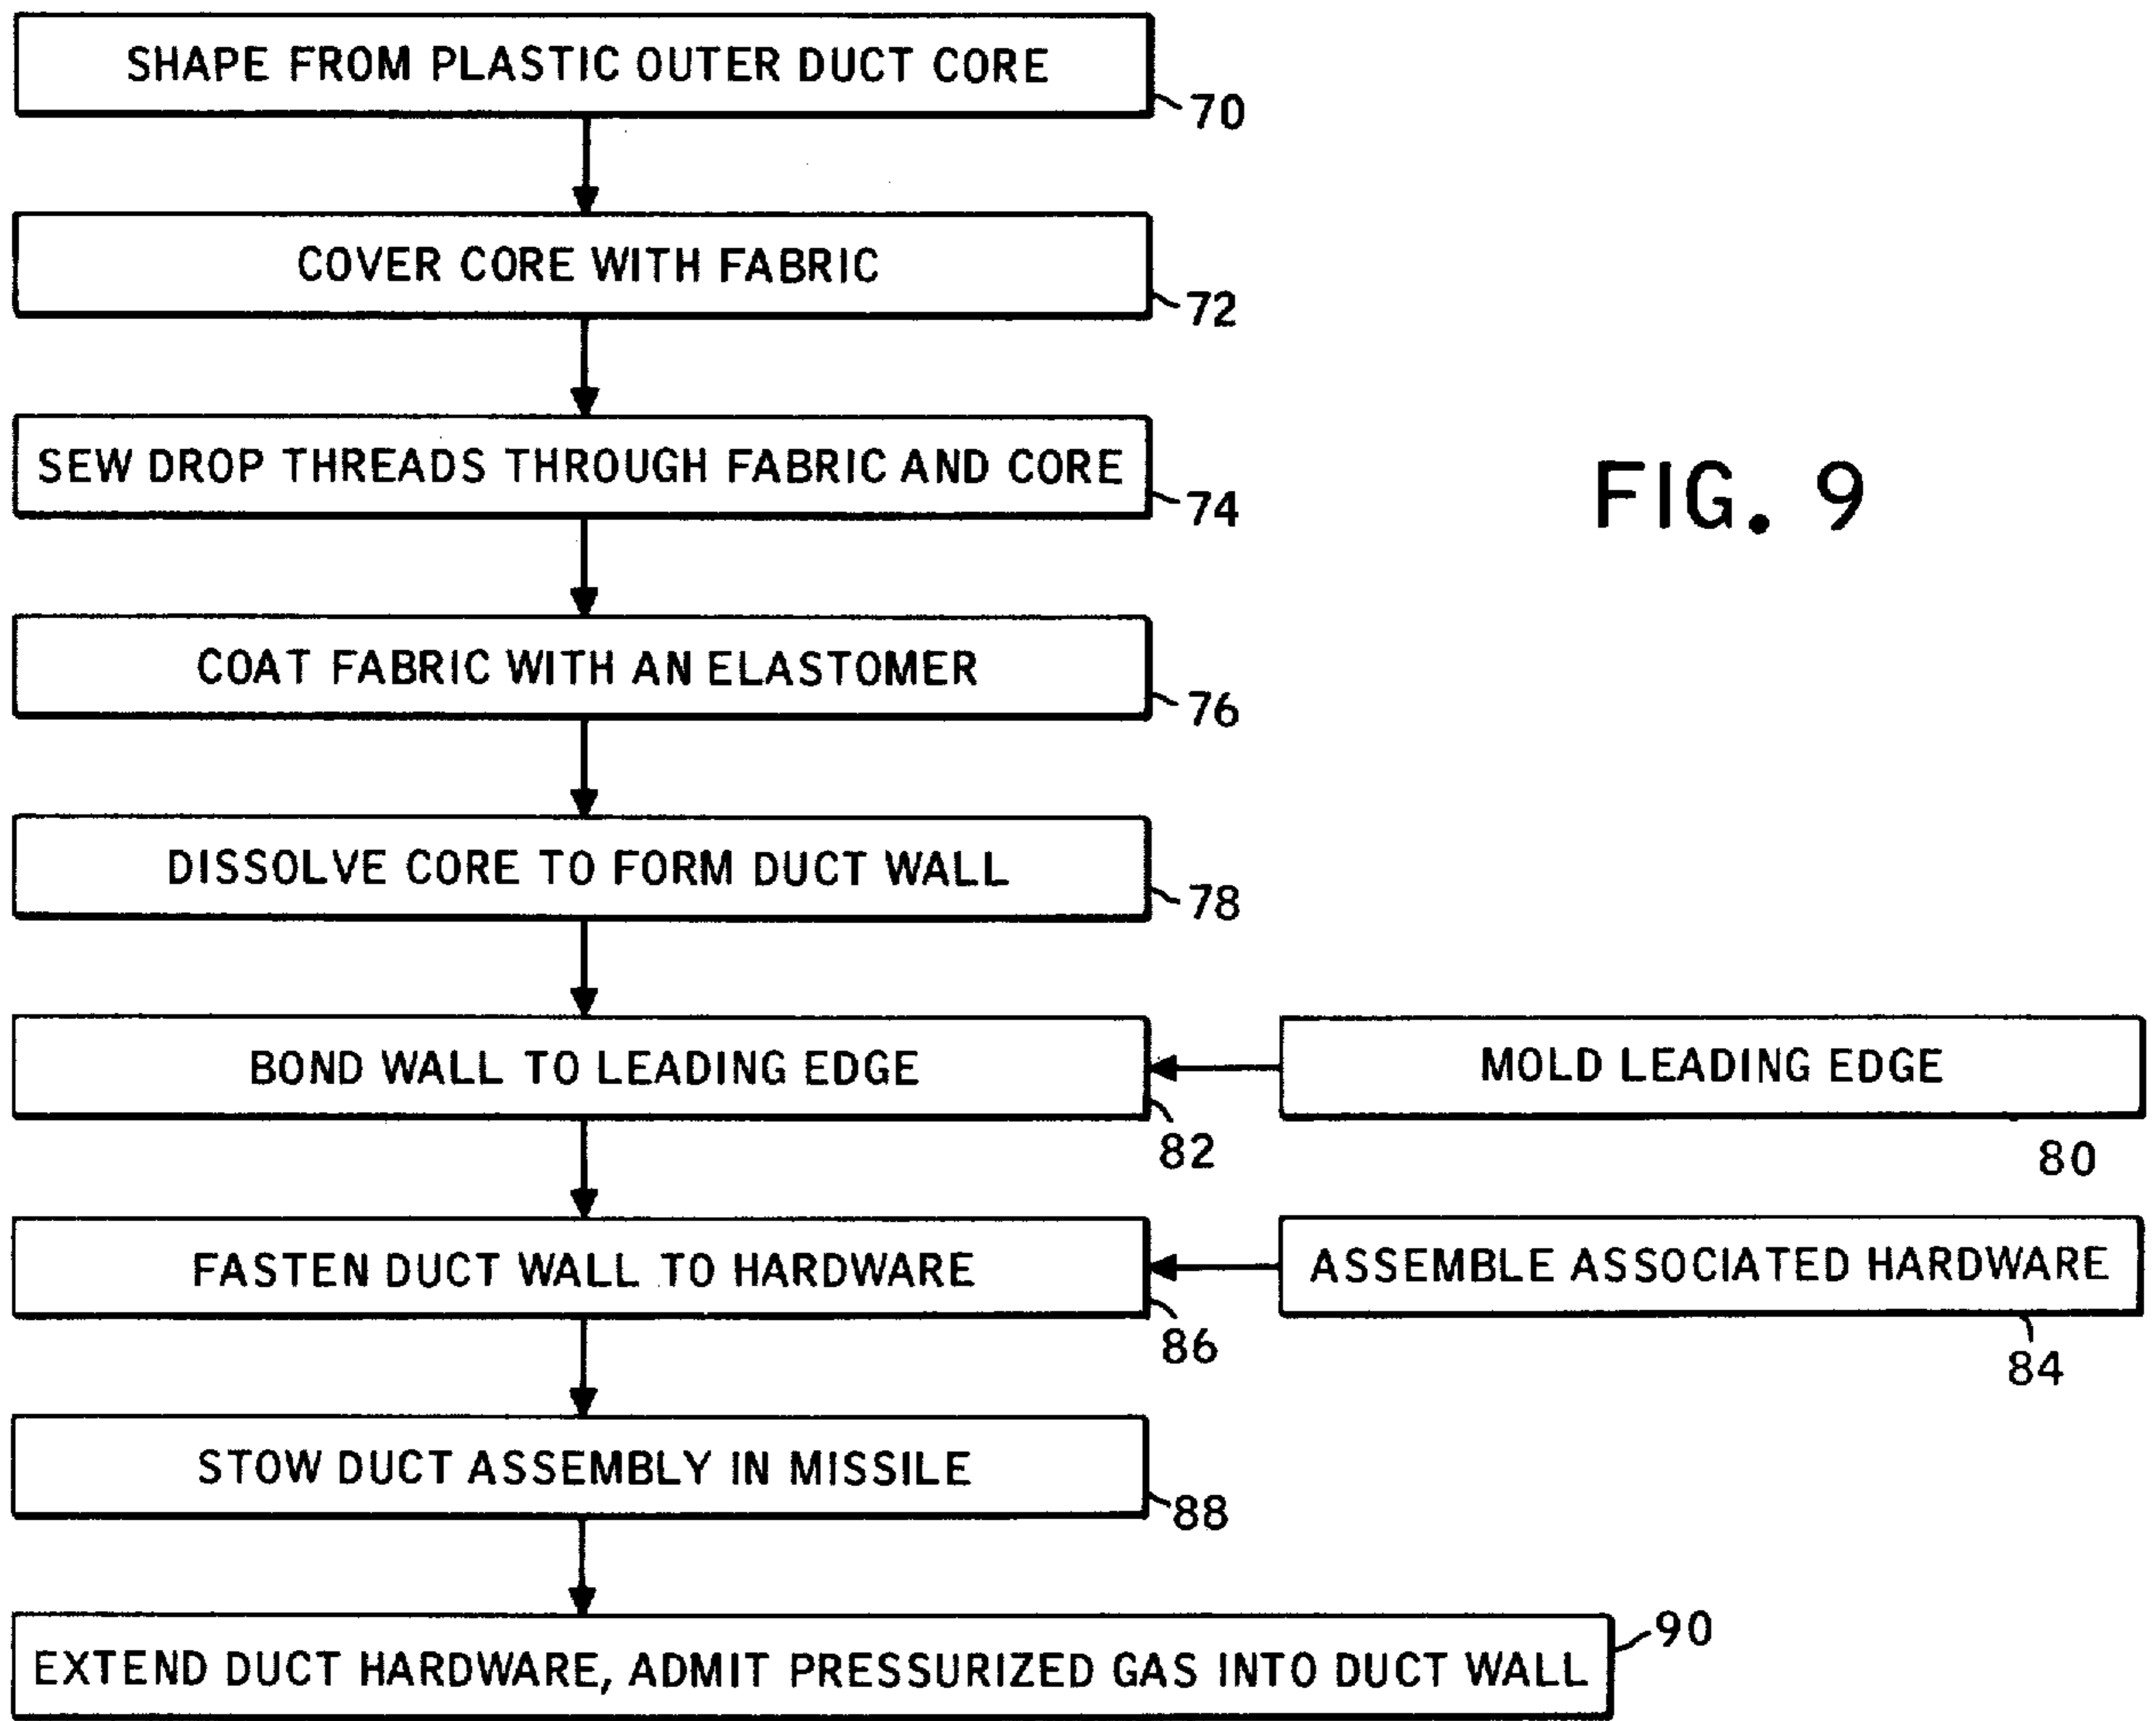 SHAPE FROM PLASTIC OUTER DUCT CORE
70
COVER CORE WITH FABRIC
72
SEW DROP THREADS THROUGH FABRIC AND CORE
74
FIG. 9
COAT FABRIC WITH AN ELASTOMER
76
DISSOLVE CORE TO FORM DUCT WALL
78
BOND WALL TO LEADING EDGE
82
MOLD LEADING EDGE
80
FASTEN DUCT WALL TO HARDWARE
86
ASSEMBLE ASSOCIATED HARDWARE
84
STOW DUCT ASSEMBLY IN MISSILE
88
EXTEND DUCT HARDWARE, ADMIT PRESSURIZED GAS INTO DUCT WALL
90